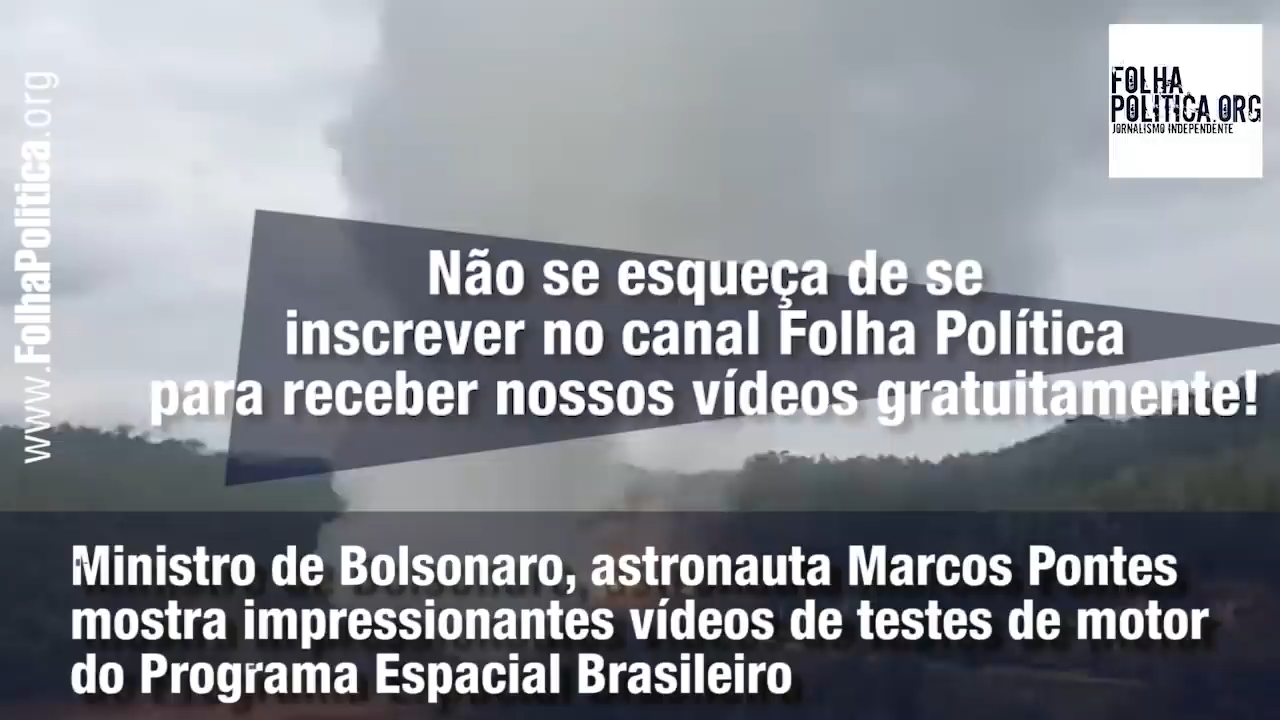 www.FolhaPolitica.org
FOLHA
POLITICA.ORG
JORNALISMO INDEPENDENTE
Não se esqueça de se
inscrever no canal Folha Política
para receber nossos vídeos gratuitamente!
Ministro de Bolsonaro, astronauta Marcos Pontes
mostra impressionantes vídeos de testes de motor
do Programa Espacial Brasileiro